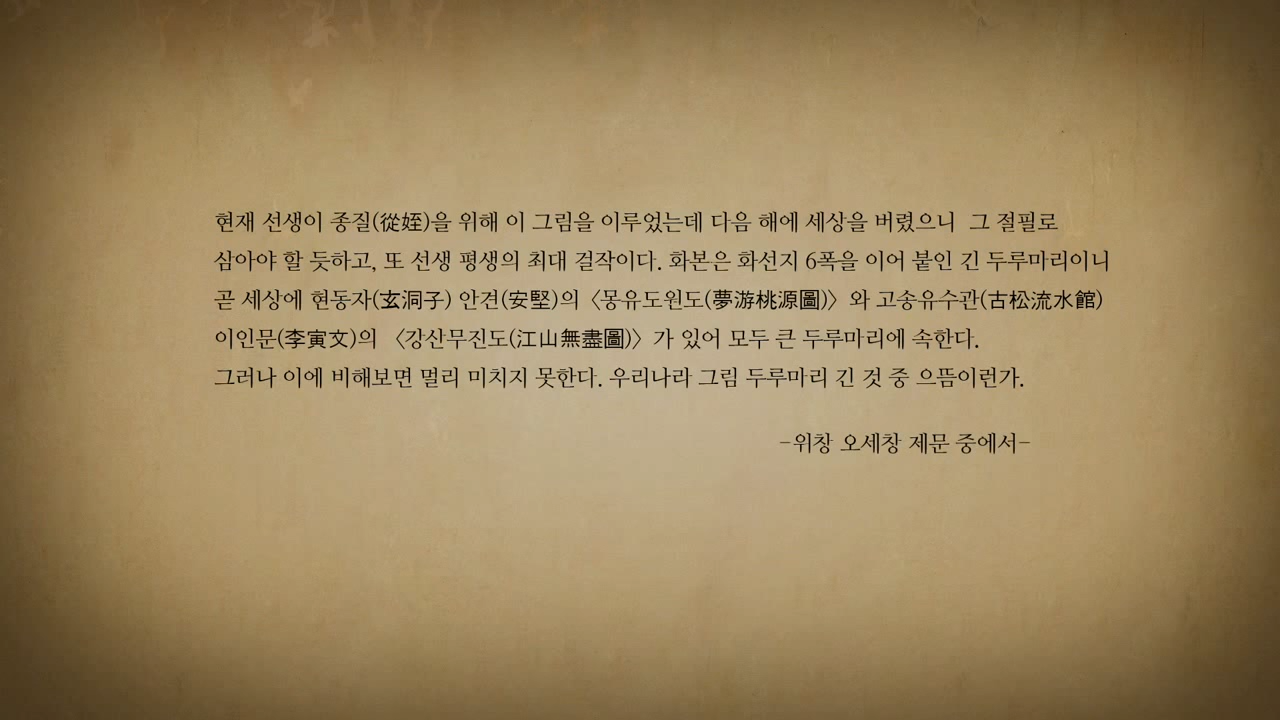 현재 선생이 종질(從姪)을 위해 이 그림을 이루었는데 다음 해에 세상을 버렸으니 그 절필로
삼아야 할 듯하고, 또 선생 평생의 최대 걸작이다. 화본은 화선지 6폭을 이어 붙인 긴 두루마리이니
곧 세상에 현동자(玄洞子) 안견(安堅)의〈몽유도원도(夢游桃源圖)〉와 고송유수관(古松流水館)
이인문(李寅文)의 〈강산무진도(江山無盡圖)〉가 있어 모두 큰 두루마리에 속한다.
그러나 이에 비해보면 멀리 미치지 못한다. 우리나라 그림 두루마리 긴 것 중 으뜸이런가.
-위창 오세창 제문 중에서-